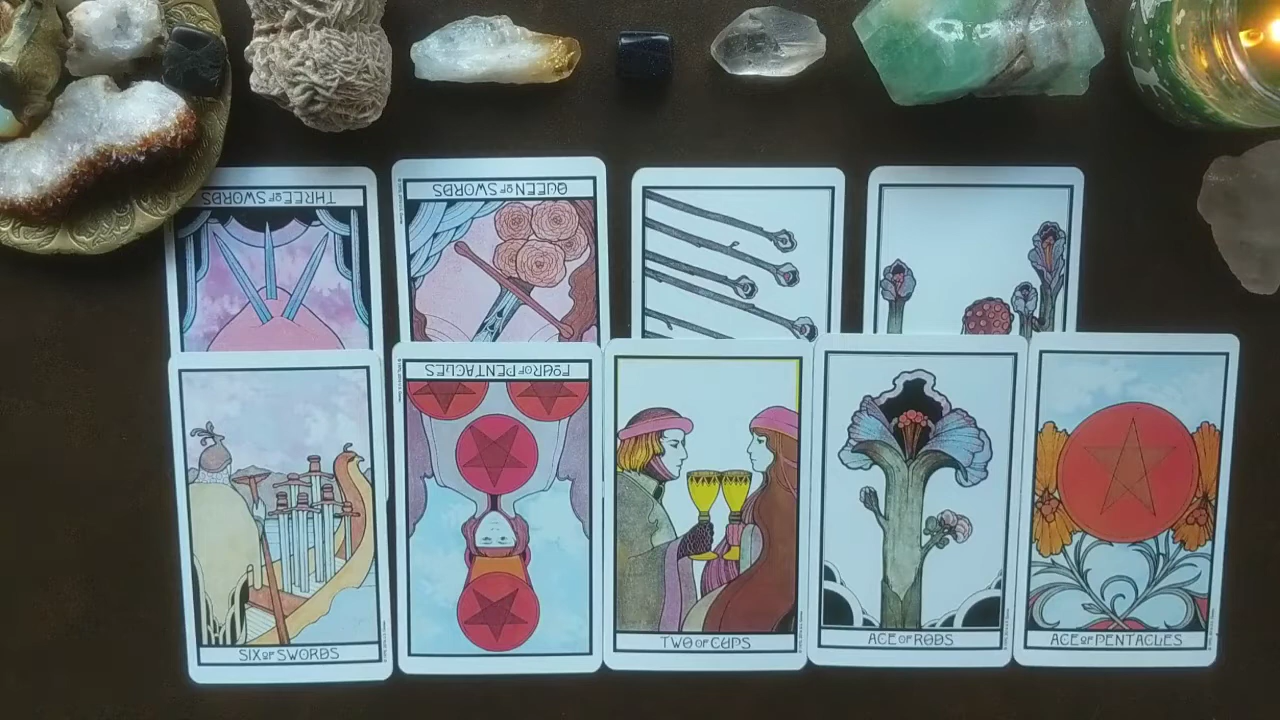 THREE OF SWORDS
QUEEN OF SWORDS
FOUR OF PENTACLES
SIX OF SWORDS
TWO OF CUPS
ACE OF RODS
ACE OF PENTACLES